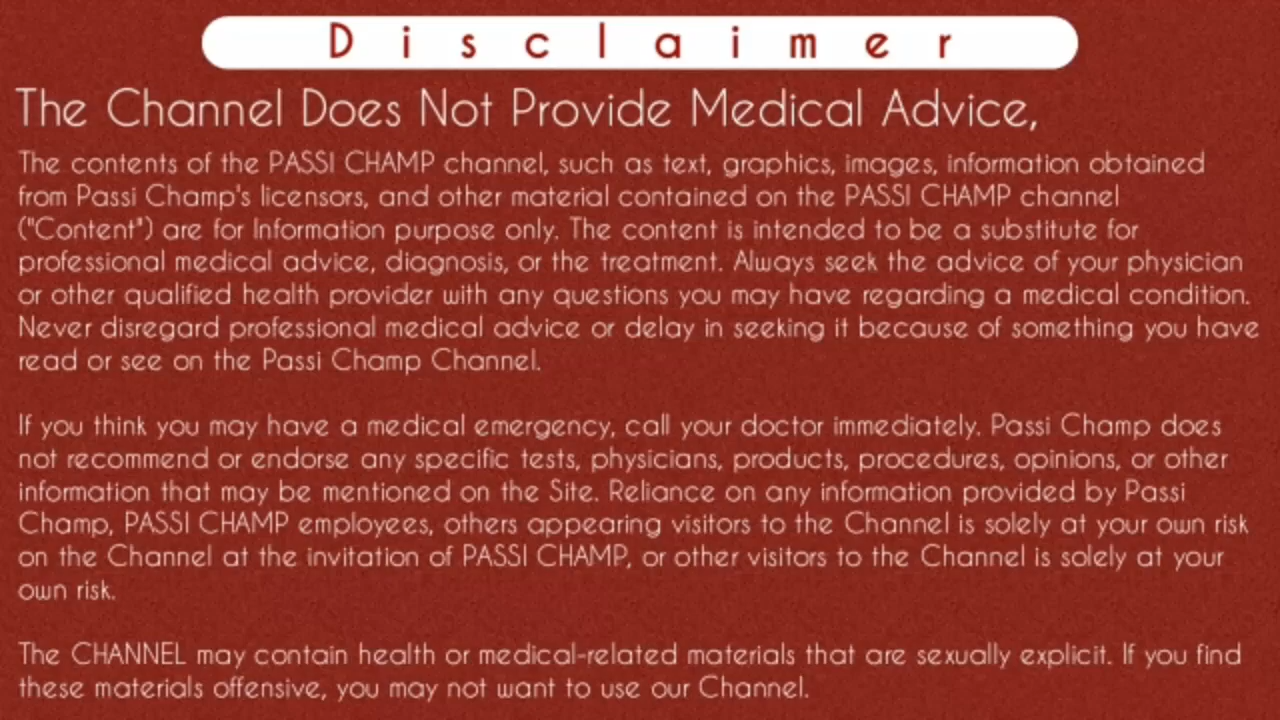 Disclaimer
The Channel Does Not Provide Medical Advice,
The contents of the PASSI CHAMP channel, such as text, graphics, images, information obtained
from Passi Champ's licensors, and other material contained on the PASSI CHAMP channel
("Content") are for Information purpose only. The content is intended to be a substitute for
professional medical advice, diagnosis, or the treatment. Always seek the advice of your physician
or other qualified health provider with any questions you may have regarding a medical condition.
Never disregard professional medical advice or delay in seeking it because of something you have
read or see on the Passi Champ Channel.
If you think you may have a medical emergency, call your doctor immediately. Passi Champ does
not recommend or endorse any specific tests, physicians, products, procedures, opinions, or other
information that may be mentioned on the Site. Reliance on any information provided by Passi
Champ, PASSI CHAMP employees, others appearing visitors to the Channel is solely at your own risk
on the Channel at the invitation of PASSI CHAMP, or other visitors to the Channel is solely at your
own risk.
The CHANNEL may contain health or medical-related materials that are sexually explicit. If you find
these materials offensive, you may not want to use our Channel.